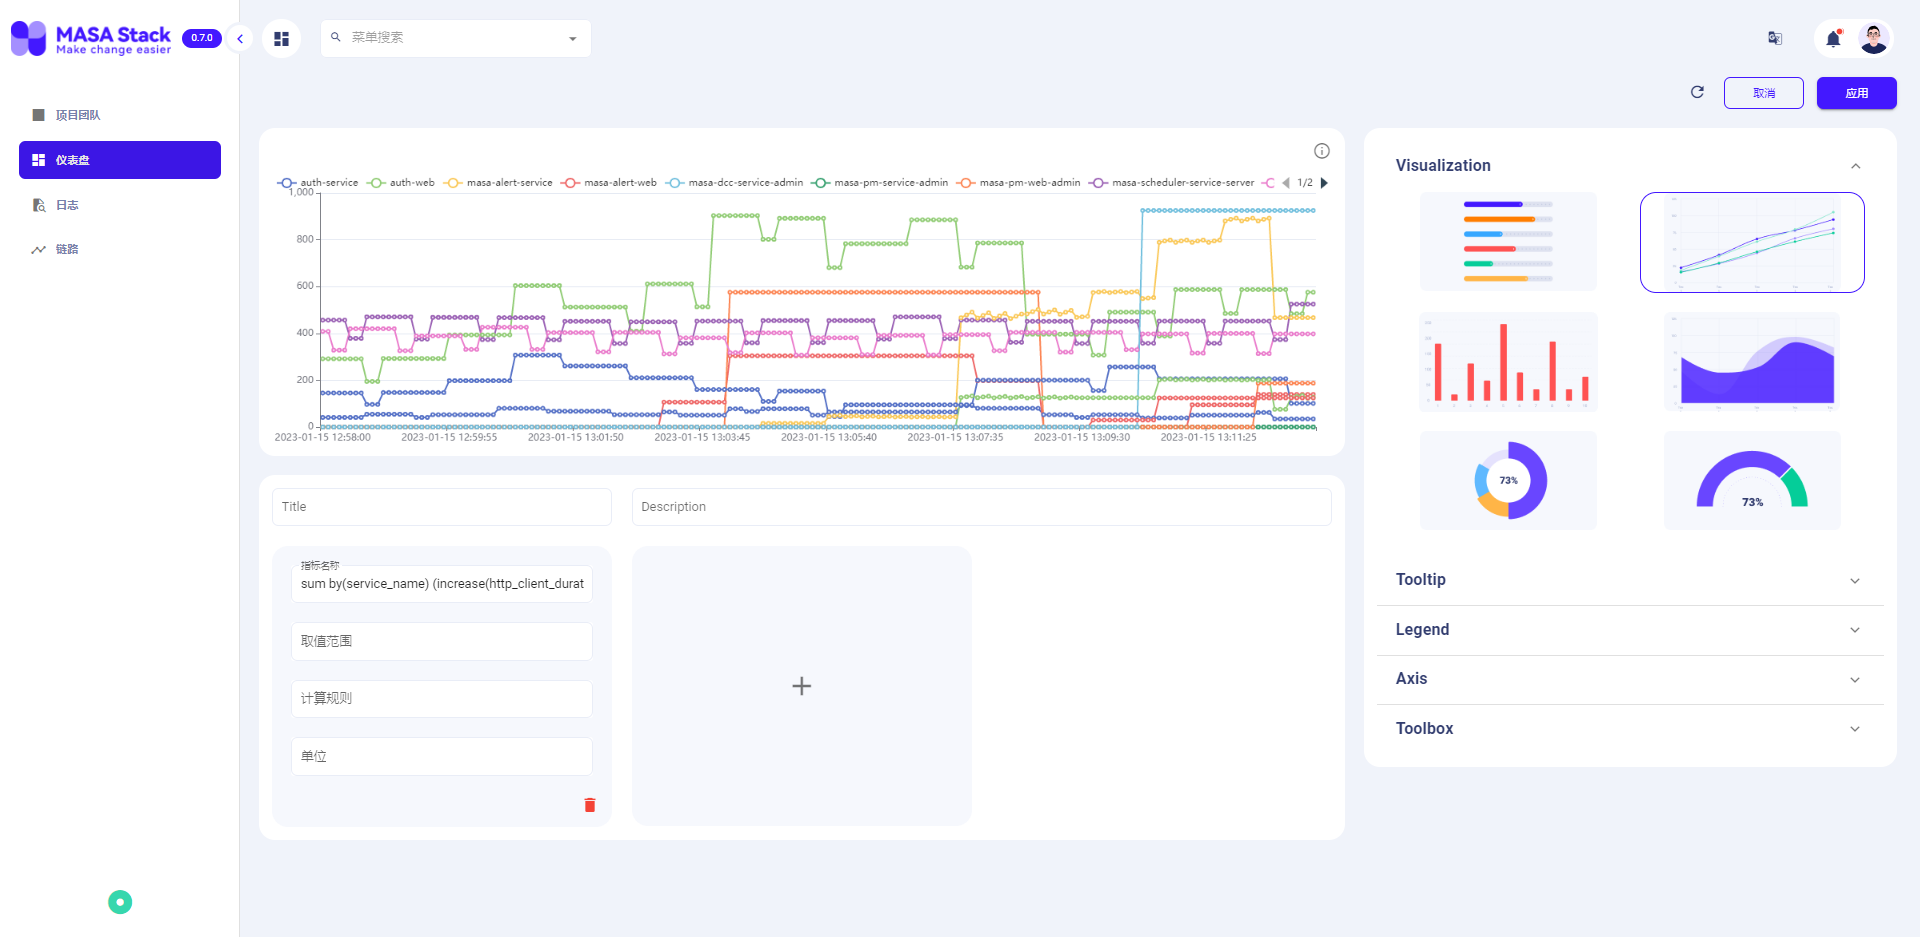 MASA Stack
Make change easier
0.7.0
菜单搜索
项目团队
仪表盘
日志
链路
取消
应用
auth-service
auth-web
masa-alert-service
masa-alert-web
masa-dcc-service-admin
masa-pm-service-admin
masa-pm-web-admin
masa-scheduler-service-server
1/2
1,000
800
600
400
200
0
2023-01-15 12:58:00
2023-01-15 12:59:55
2023-01-15 13:01:50
2023-01-15 13:03:45
2023-01-15 13:05:40
2023-01-15 13:07:35
2023-01-15 13:09:30
2023-01-15 13:11:25
Title
Description
指标名称
sum by(service_name) (increase(http_client_durat
取值范围
计算规则
单位
Visualization
73%
73%
Tooltip
Legend
Axis
Toolbox